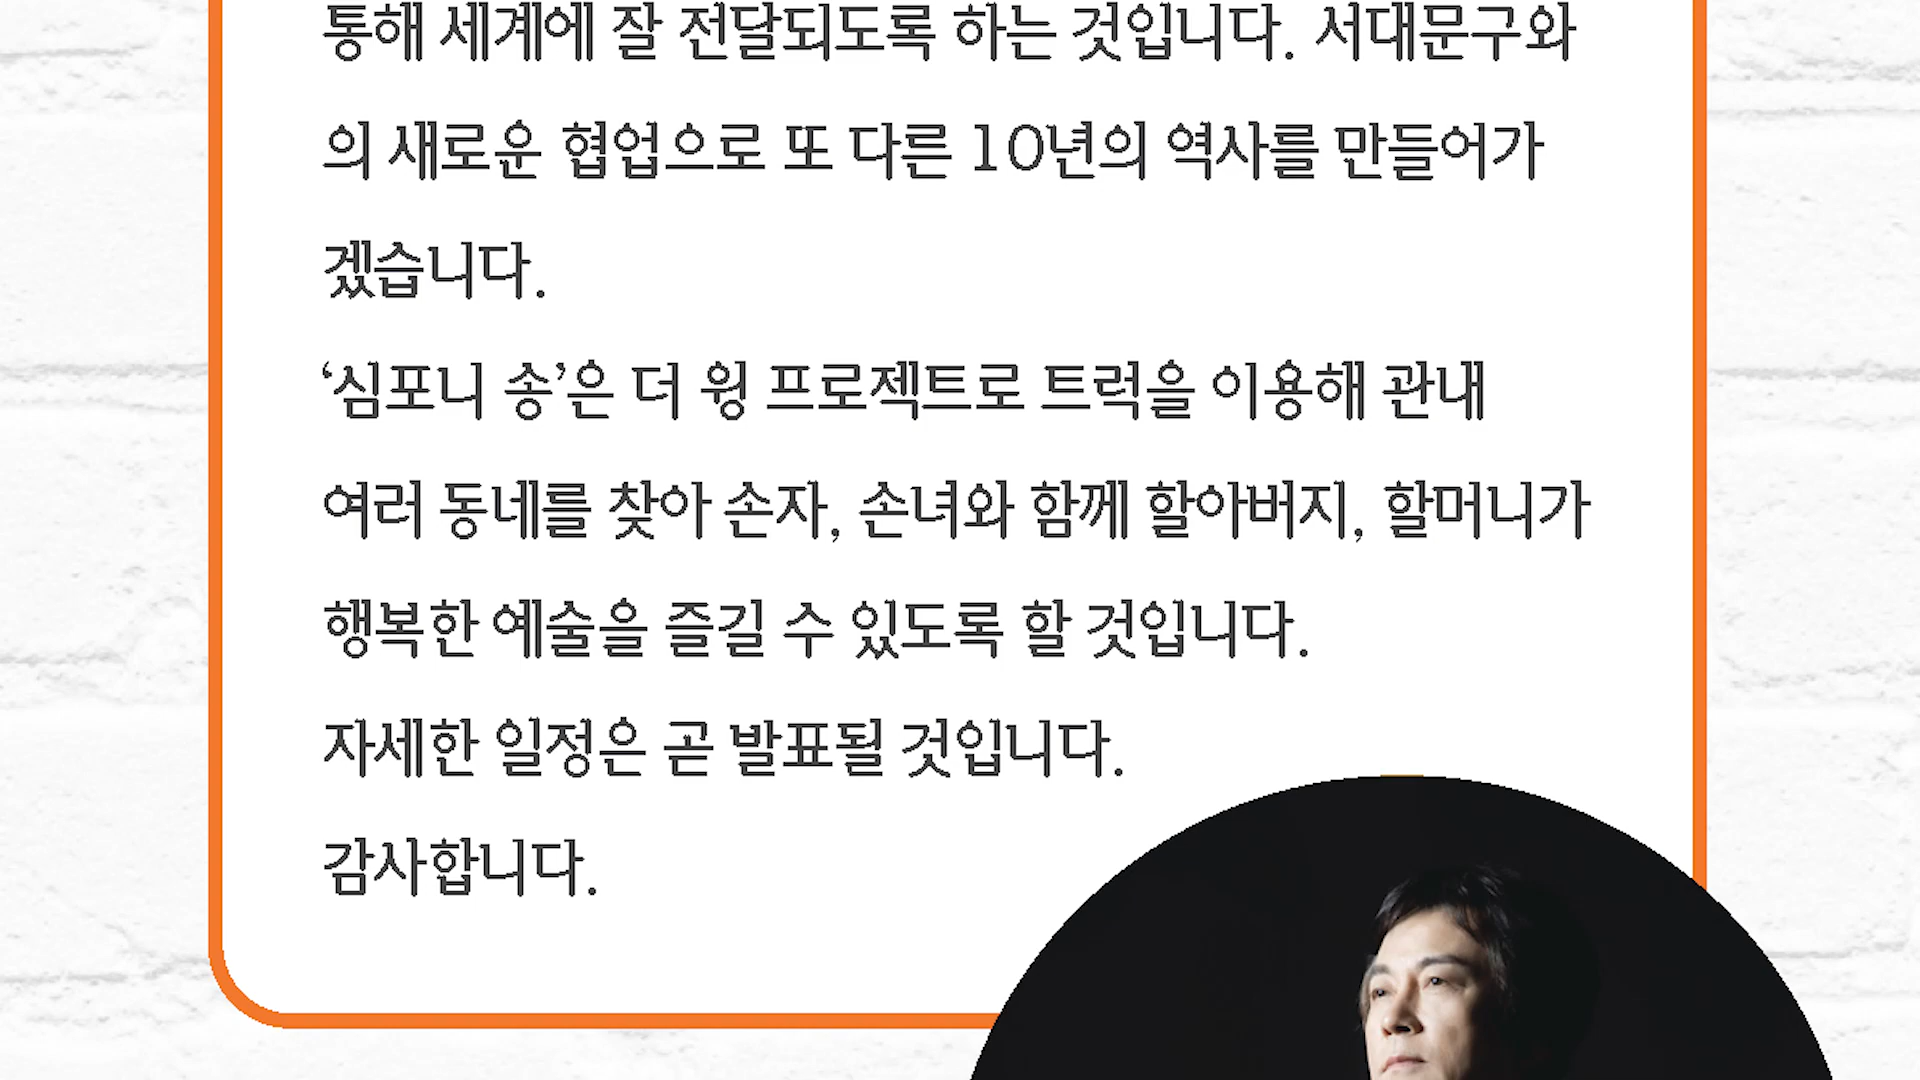 통해 세계에 잘 전달되도록 하는 것입니다. 서대문구와
의 새로운 협업으로 또 다른 10년의 역사를 만들어가
겠습니다.
‘심포니 송’은 더 윙 프로젝트로 트럭을 이용해 관내
여러 동네를 찾아 손자, 손녀와 함께 할아버지, 할머니가
행복한 예술을 즐길 수 있도록 할 것입니다.
자세한 일정은 곧 발표될 것입니다.
감사합니다.